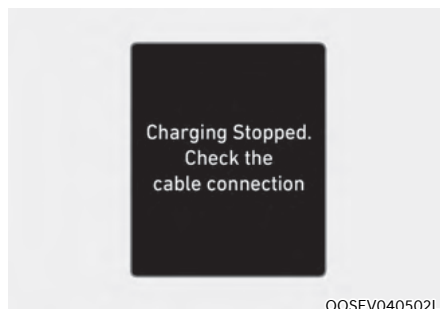 Charging Stopped.
Check the
cable connection
OOSEV040502L